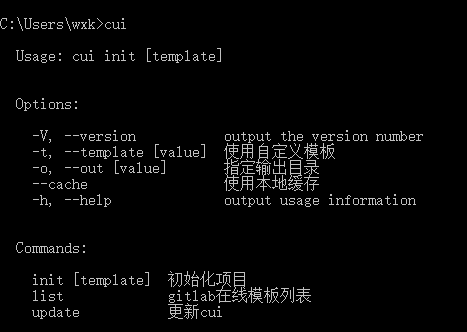 C:\Users\wxk>cui
Usage: cui init [template]
Options:
-V, --version output the version number
-t, --template [value] 使用自定义模板
-o, --out [value] 指定输出目录
--cache 使用本地缓存
-h, --help output usage information
Commands:
init [template] 初始化项目
list gitlab在线模板列表
update 更新cui